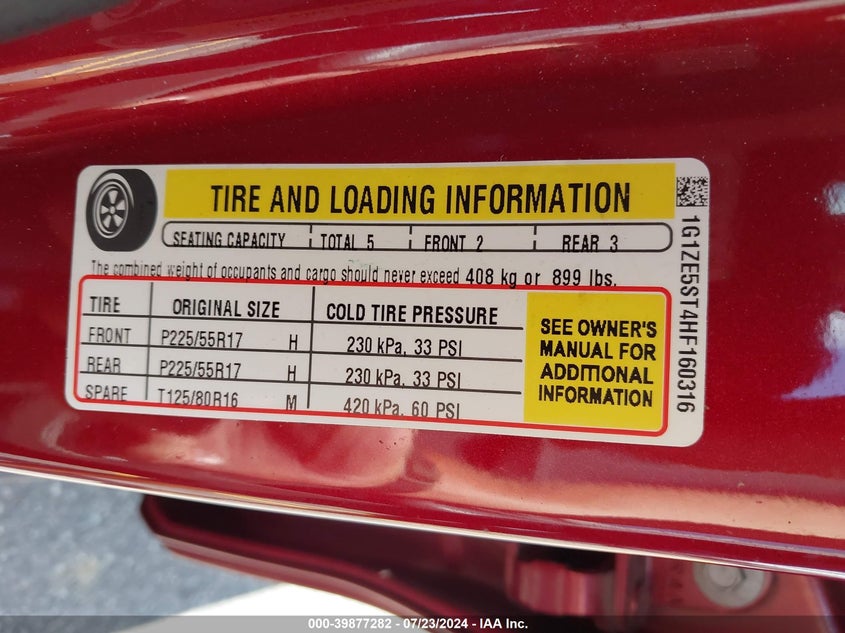 TIRE AND LOADING INFORMATION
SEATING CAPACITY TOTAL 5 FRONT 2 REAR 3
The combined weight of occupants and cargo should never exceed 408 kg or 899 lbs.
TIRE ORIGINAL SIZE COLD TIRE PRESSURE
FRONT P225/55R17 H 230 kPa, 33 PSI
REAR P225/55R17 H 230 kPa, 33 PSI
SPARE T125/80R16 M 420 kPa, 60 PSI
SEE OWNER'S
MANUAL FOR
ADDITIONAL
INFORMATION
1G1ZE5ST4HF160316
000-39877282 - 07/23/2024 - IAA Inc.